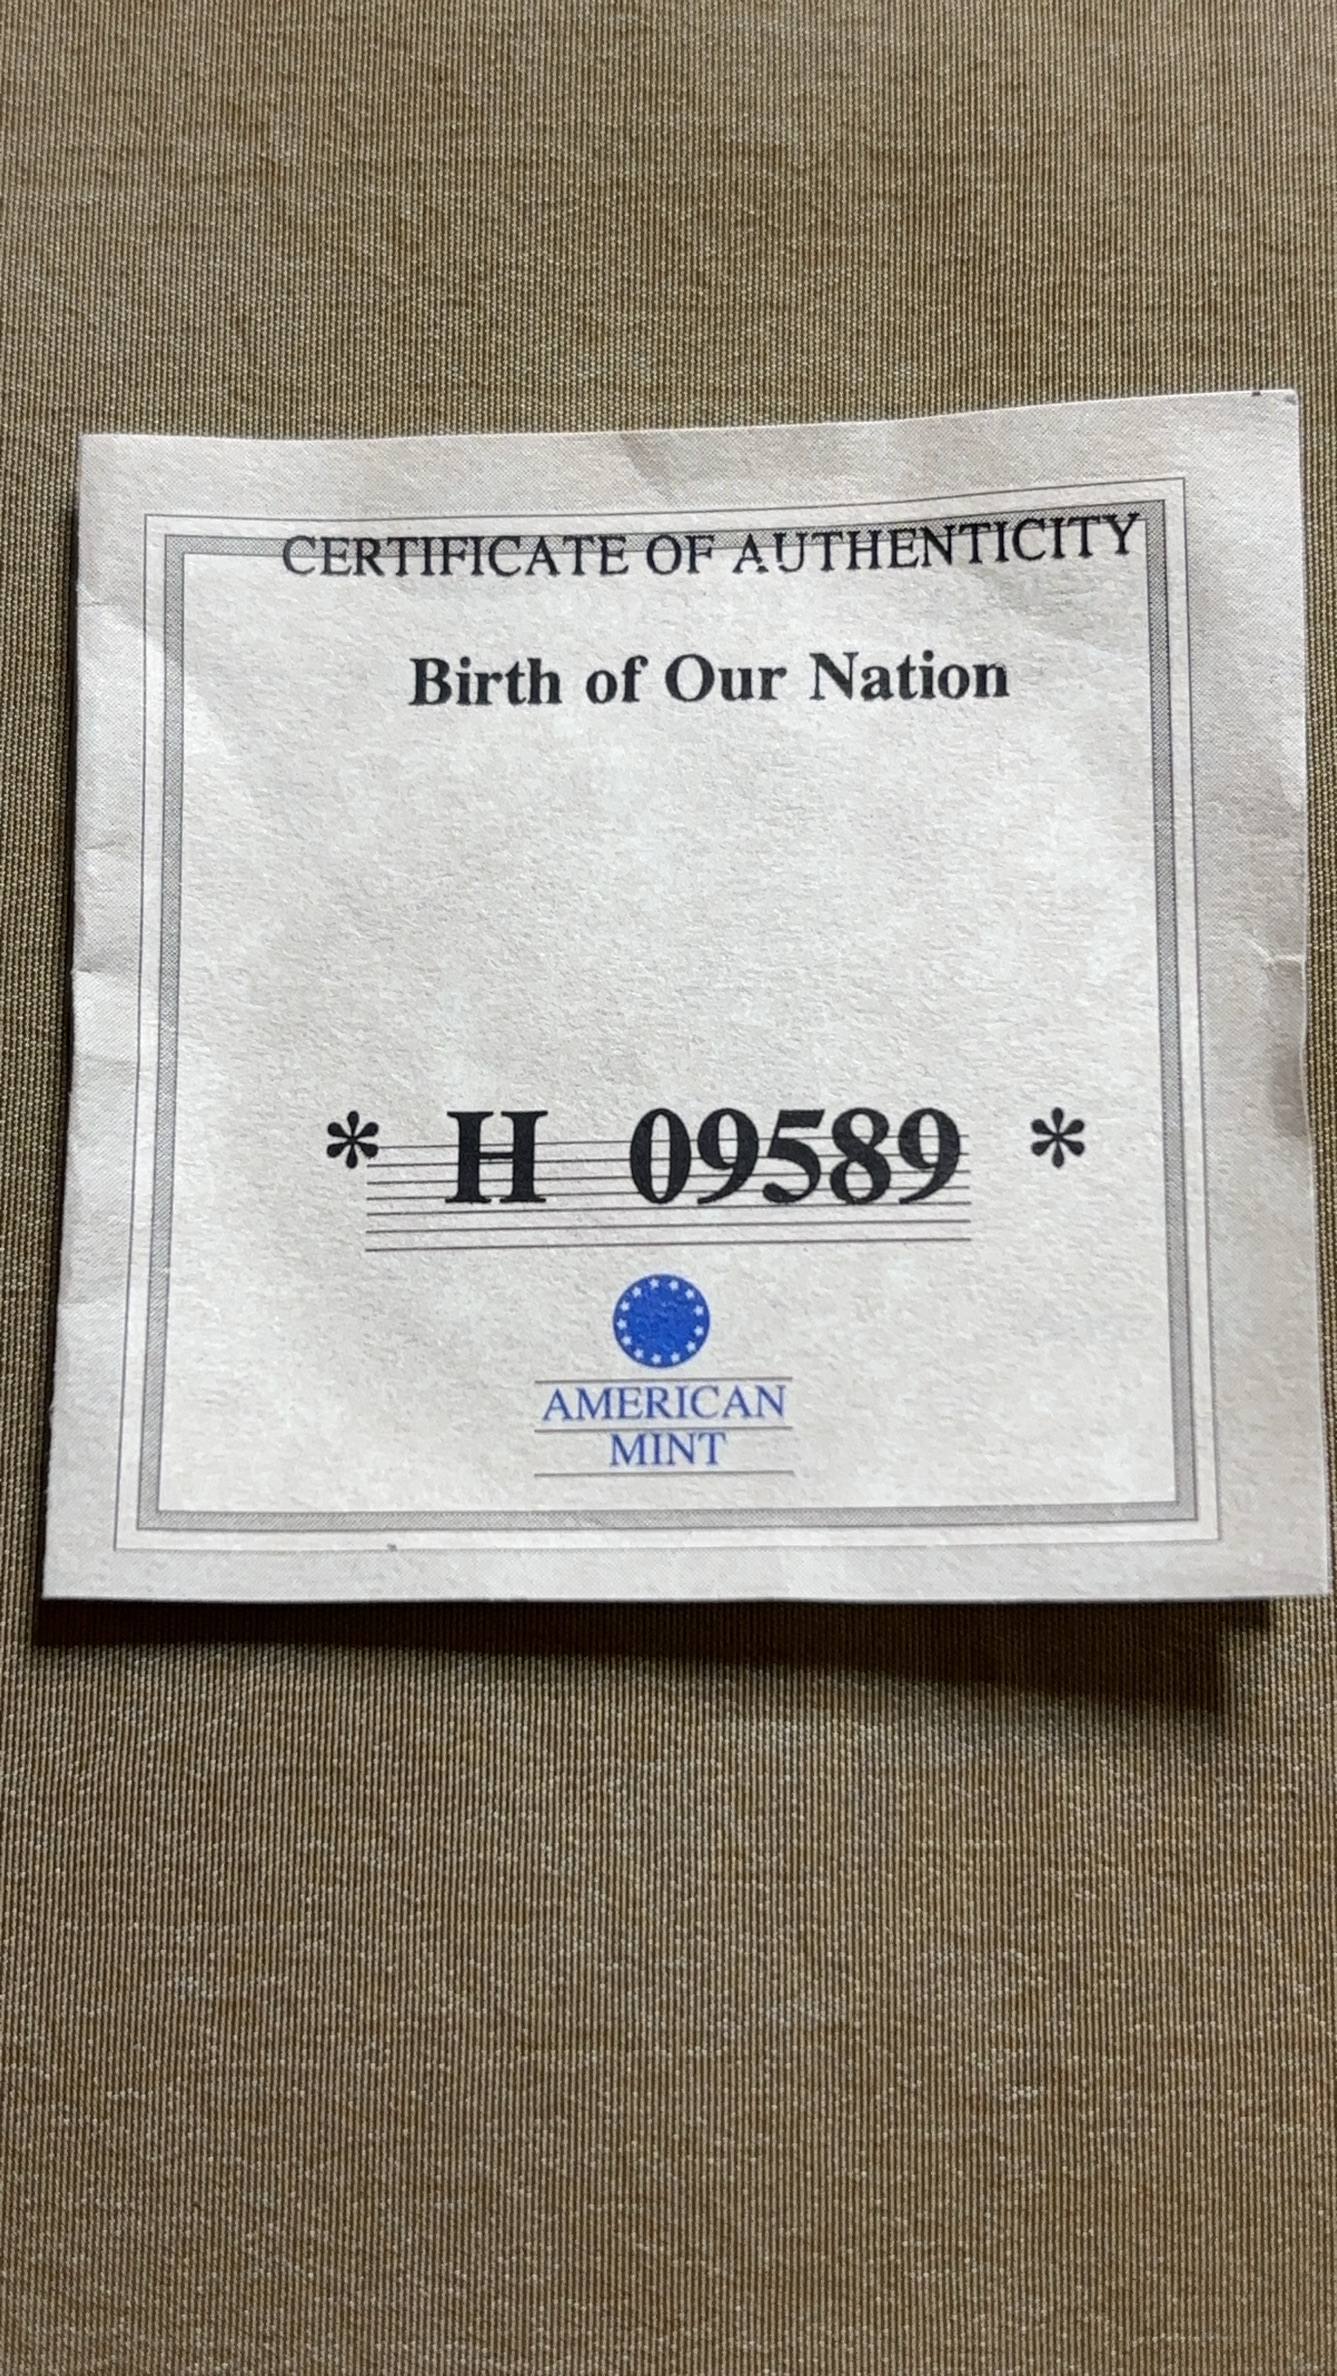 CERTIFICATE OF AUTHENTICITY
Birth of Our Nation
* H 09589 *
AMERICAN
MINT